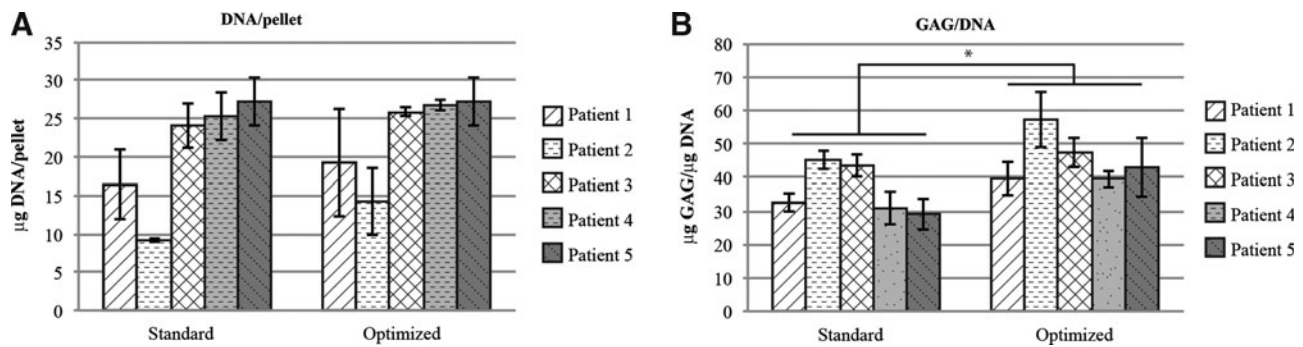 A
DNA/pellet
µg DNA/pellet
35
30
25
20
15
10
5
0
Standard
Optimized
Patient 1
Patient 2
Patient 3
Patient 4
Patient 5
B
GAG/DNA
µg GAG/µg DNA
80
70
60
50
40
30
20
10
0
*
Standard
Optimized
Patient 1
Patient 2
Patient 3
Patient 4
Patient 5